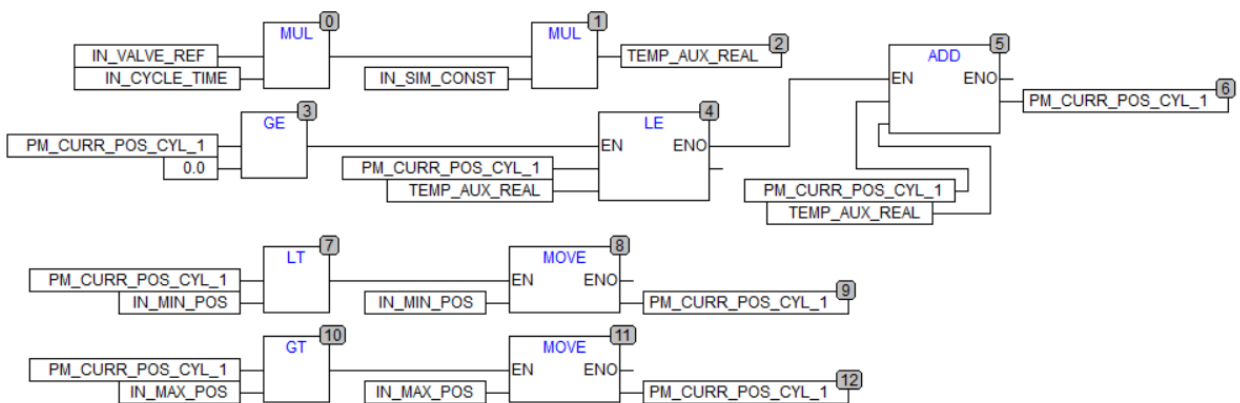 0
MUL
IN_VALVE_REF
IN_CYCLE_TIME
1
MUL
IN_SIM_CONST
2
TEMP_AUX_REAL
3
GE
PM_CURR_POS_CYL_1
0.0
4
LE
EN ENO
PM_CURR_POS_CYL_1
TEMP_AUX_REAL
5
ADD
EN ENO
PM_CURR_POS_CYL_1
TEMP_AUX_REAL
6
PM_CURR_POS_CYL_1
7
LT
PM_CURR_POS_CYL_1
IN_MIN_POS
8
MOVE
EN ENO
IN_MIN_POS
9
PM_CURR_POS_CYL_1
10
GT
PM_CURR_POS_CYL_1
IN_MAX_POS
11
MOVE
EN ENO
IN_MAX_POS
12
PM_CURR_POS_CYL_1